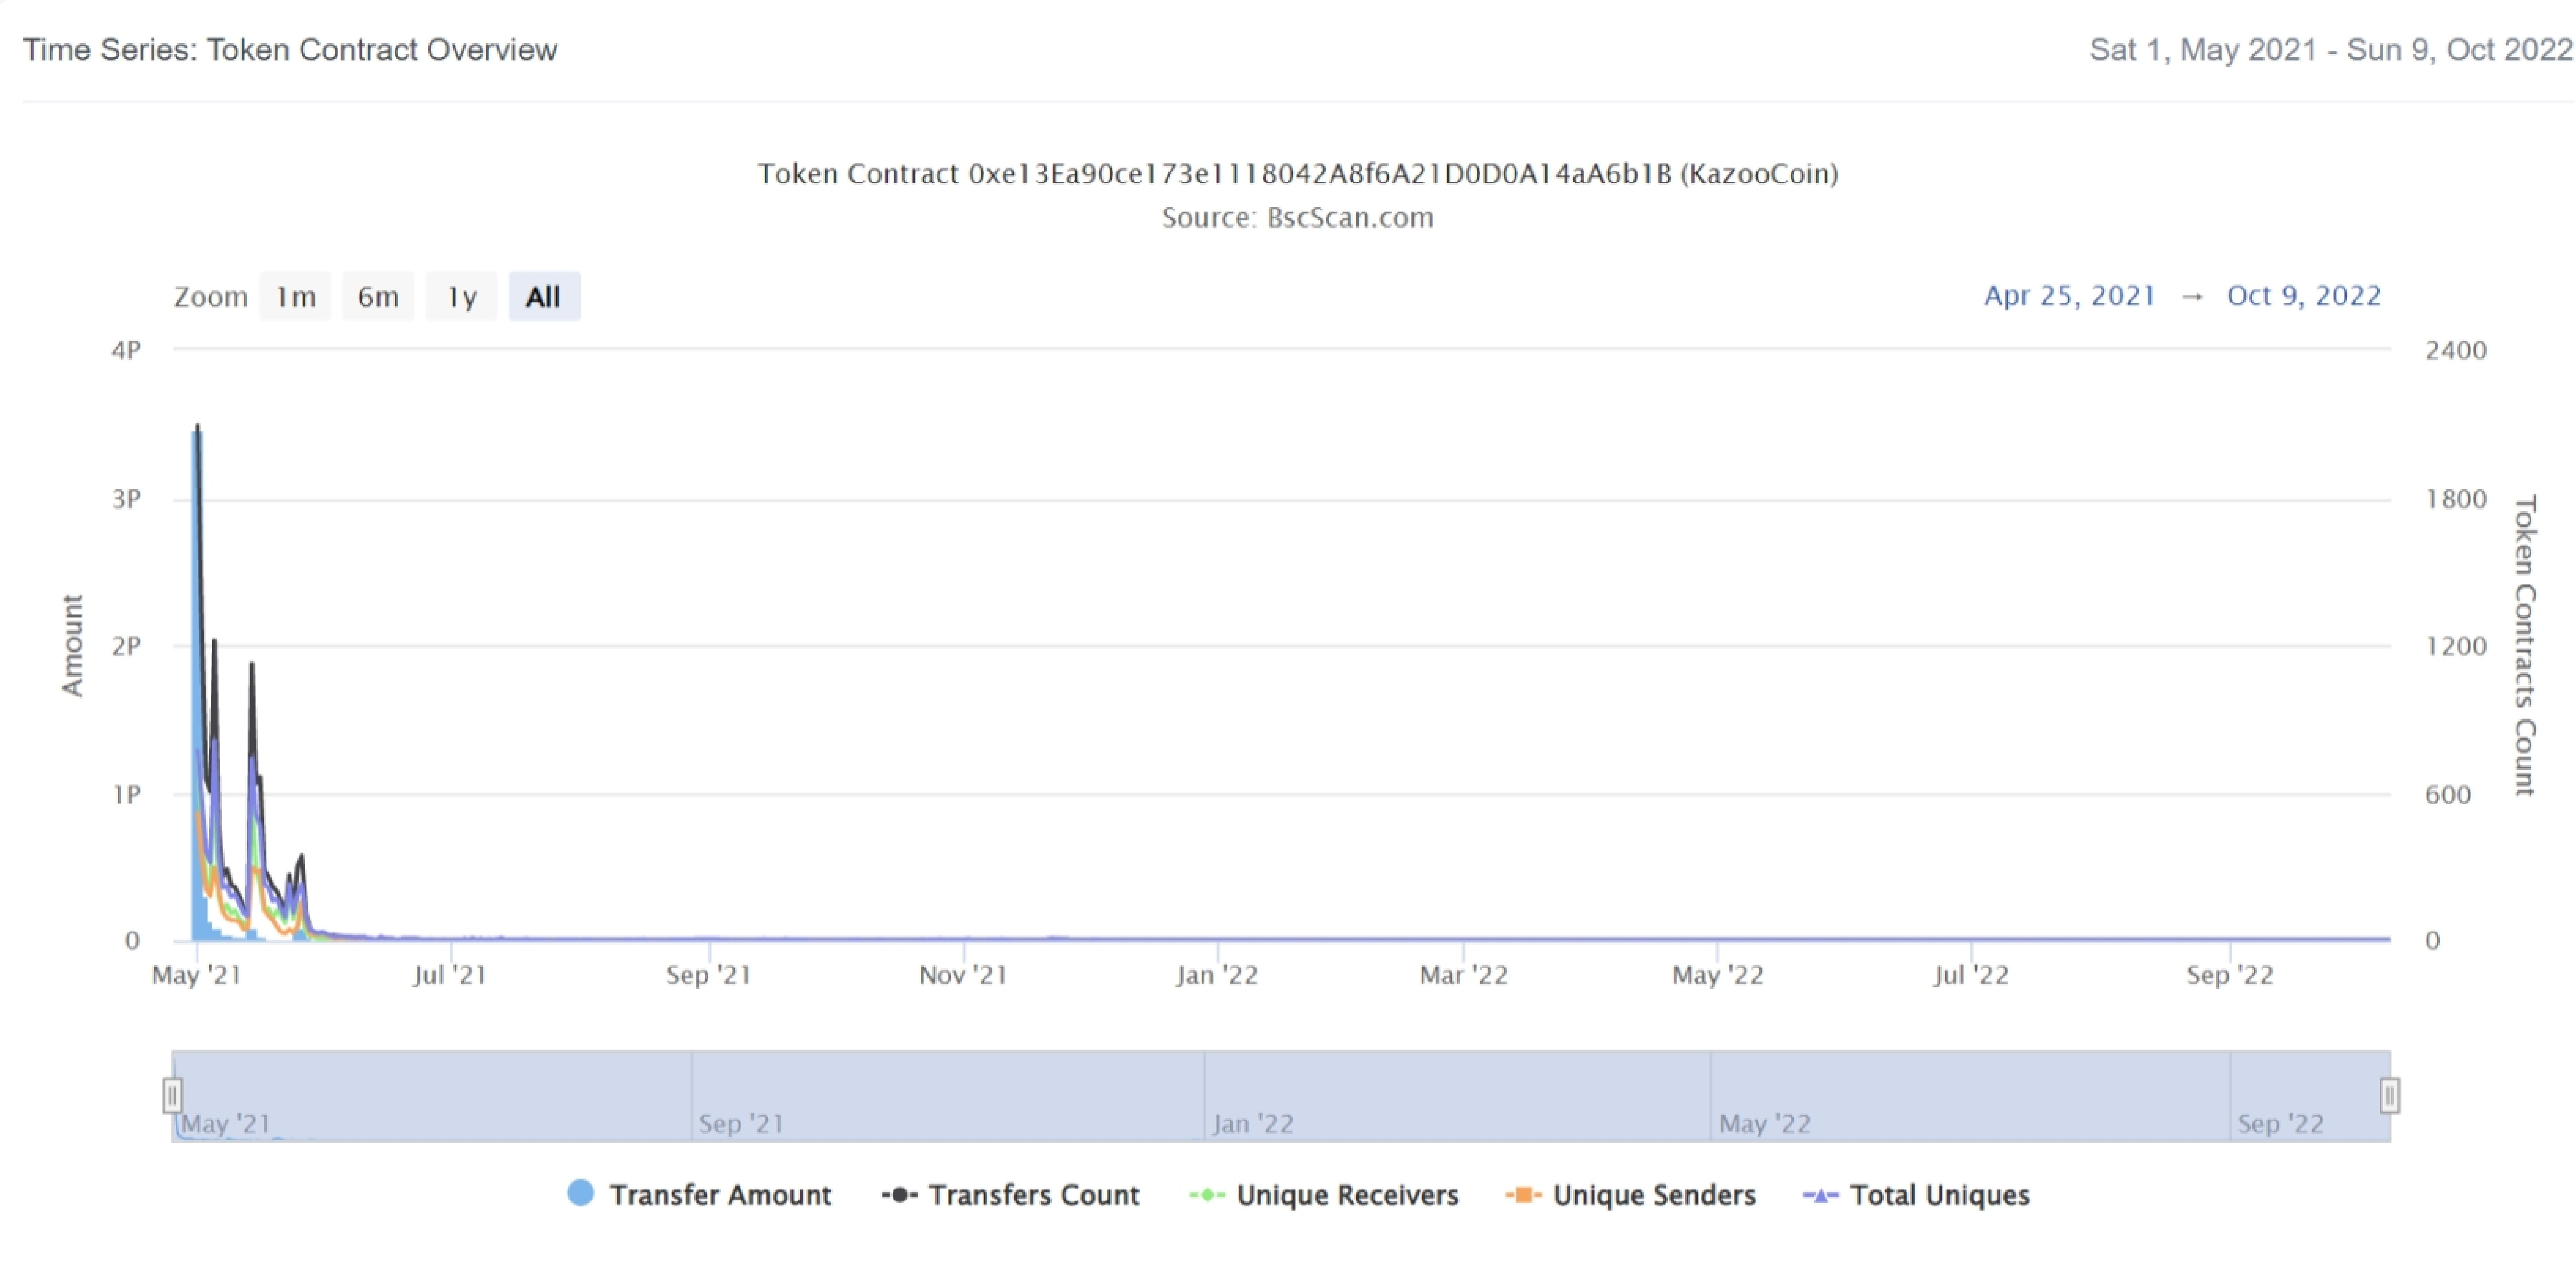 Time Series: Token Contract Overview
Sat 1, May 2021 - Sun 9, Oct 2022
Token Contract 0xe13Ea90ce173e1118042A8f6A21D0D0A14aA6b1B (KazooCoin)
Source: BscScan.com
Zoom 1m 6m 1y All
Apr 25, 2021 → Oct 9, 2022
4P
3P
2P
1P
0
Amount
2400
1800
1200
600
0
Token Contracts Count
May '21 Jul '21 Sep '21 Nov '21 Jan '22 Mar '22 May '22 Jul '22 Sep '22
May '21 Sep '21 Jan '22 May '22 Sep '22
Transfer Amount Transfers Count Unique Receivers Unique Senders Total Uniques